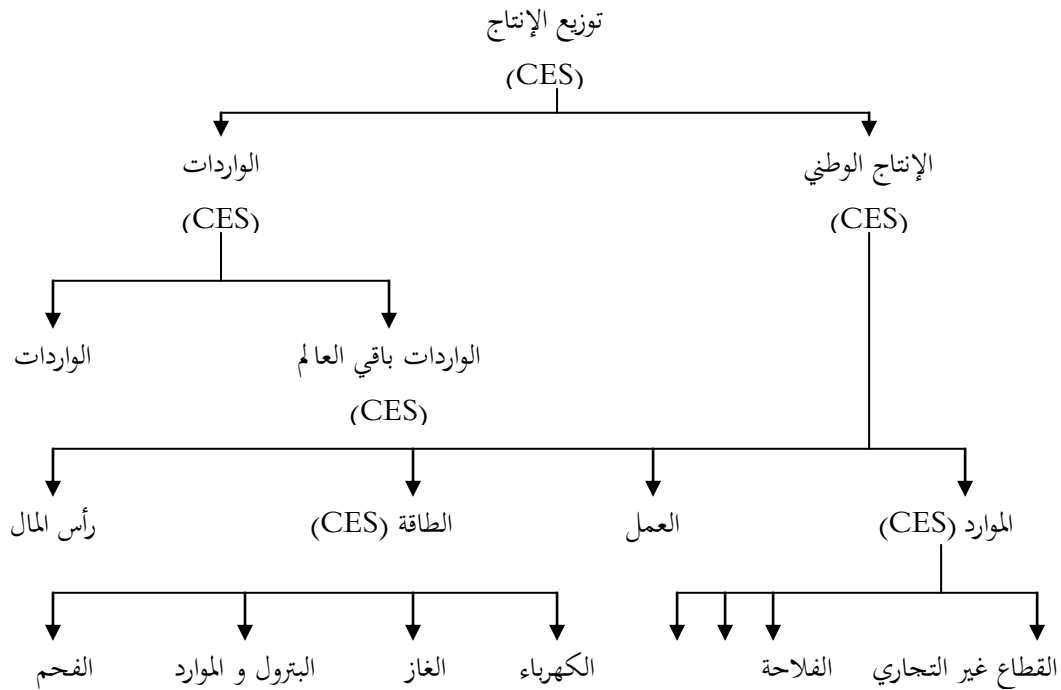 توزيع الإنتاج
(CES)
الإنتاج الوطني
(CES)
الواردات
(CES)
الواردات باقي العالم
(CES)
الواردات
الموارد (CES)
العمل
الطاقة (CES)
رأس المال
القطاع غير التجاري
الفلاحة
الكهرباء
الغاز
البترول و الموارد
الفحم